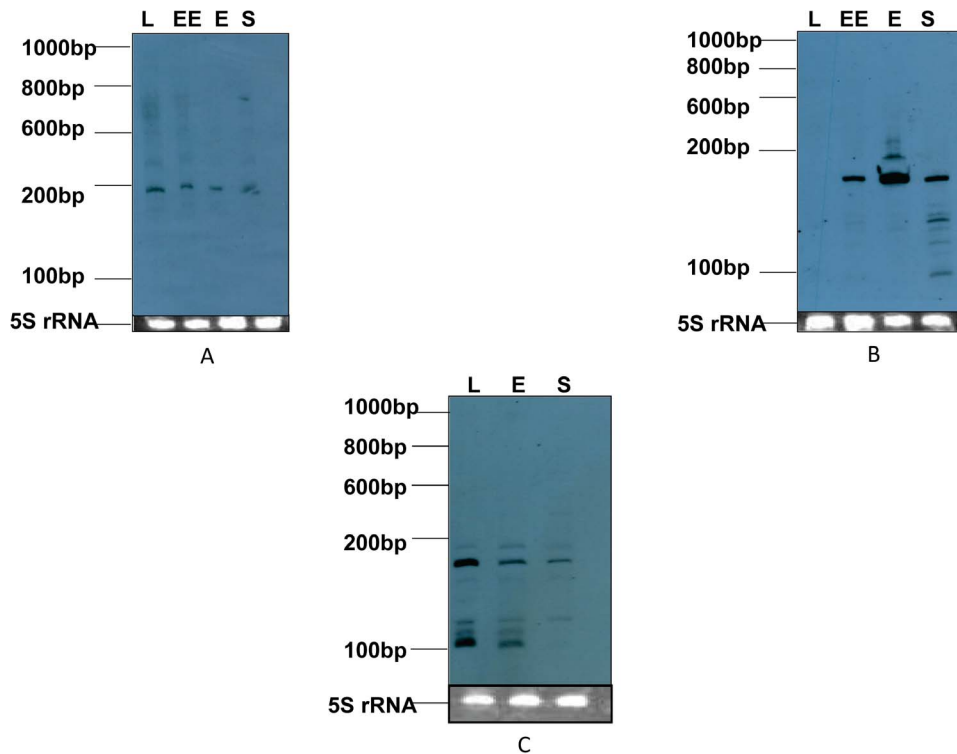 L EE E S
1000bp
800bp
600bp
200bp
100bp
5S rRNA
A
L EE E S
1000bp
800bp
600bp
200bp
100bp
5S rRNA
B
L E S
1000bp
800bp
600bp
200bp
100bp
5S rRNA
C